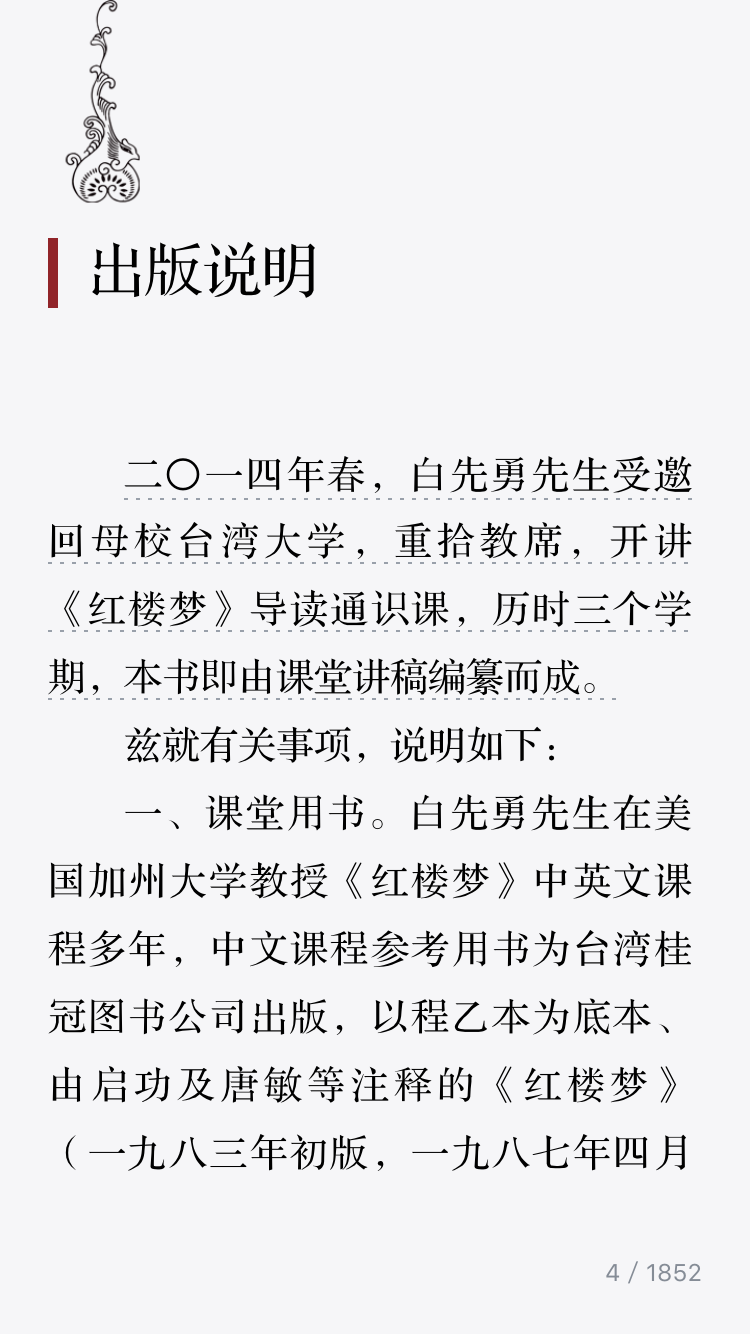 出版说明
二〇一四年春，白先勇先生受邀
回母校台湾大学，重拾教席，开讲
《红楼梦》导读通识课，历时三个学
期，本书即由课堂讲稿编纂而成。
兹就有关事项，说明如下：
一、课堂用书。白先勇先生在美
国加州大学教授《红楼梦》中英文课
程多年，中文课程参考用书为台湾桂
冠图书公司出版，以程乙本为底本、
由启功及唐敏等注释的《红楼梦》
（一九八三年初版，一九八七年四月
4 / 1852